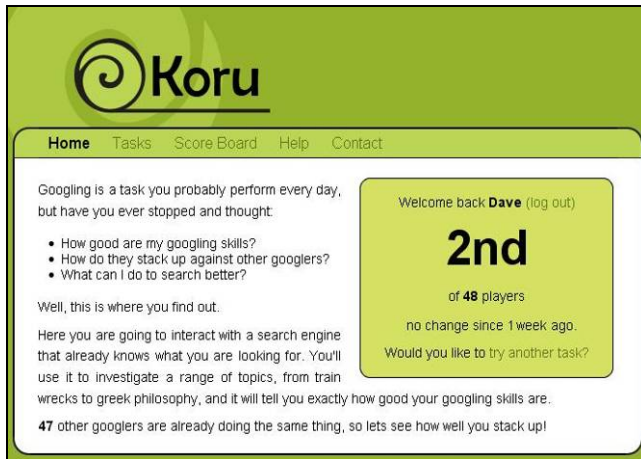 Koru
Home Tasks Score Board Help Contact
Googling is a task you probably perform every day,
but have you ever stopped and thought:
• How good are my googling skills?
• How do they stack up against other googlers?
• What can I do to search better?
Well, this is where you find out.
Here you are going to interact with a search engine
that already knows what you are looking for. You'll
use it to investigate a range of topics, from train
wrecks to greek philosophy, and it will tell you exactly how good your googling skills are.
47 other googlers are already doing the same thing, so lets see how well you stack up!
Welcome back Dave (log out)
2nd
of 48 players
no change since 1 week ago.
Would you like to try another task?